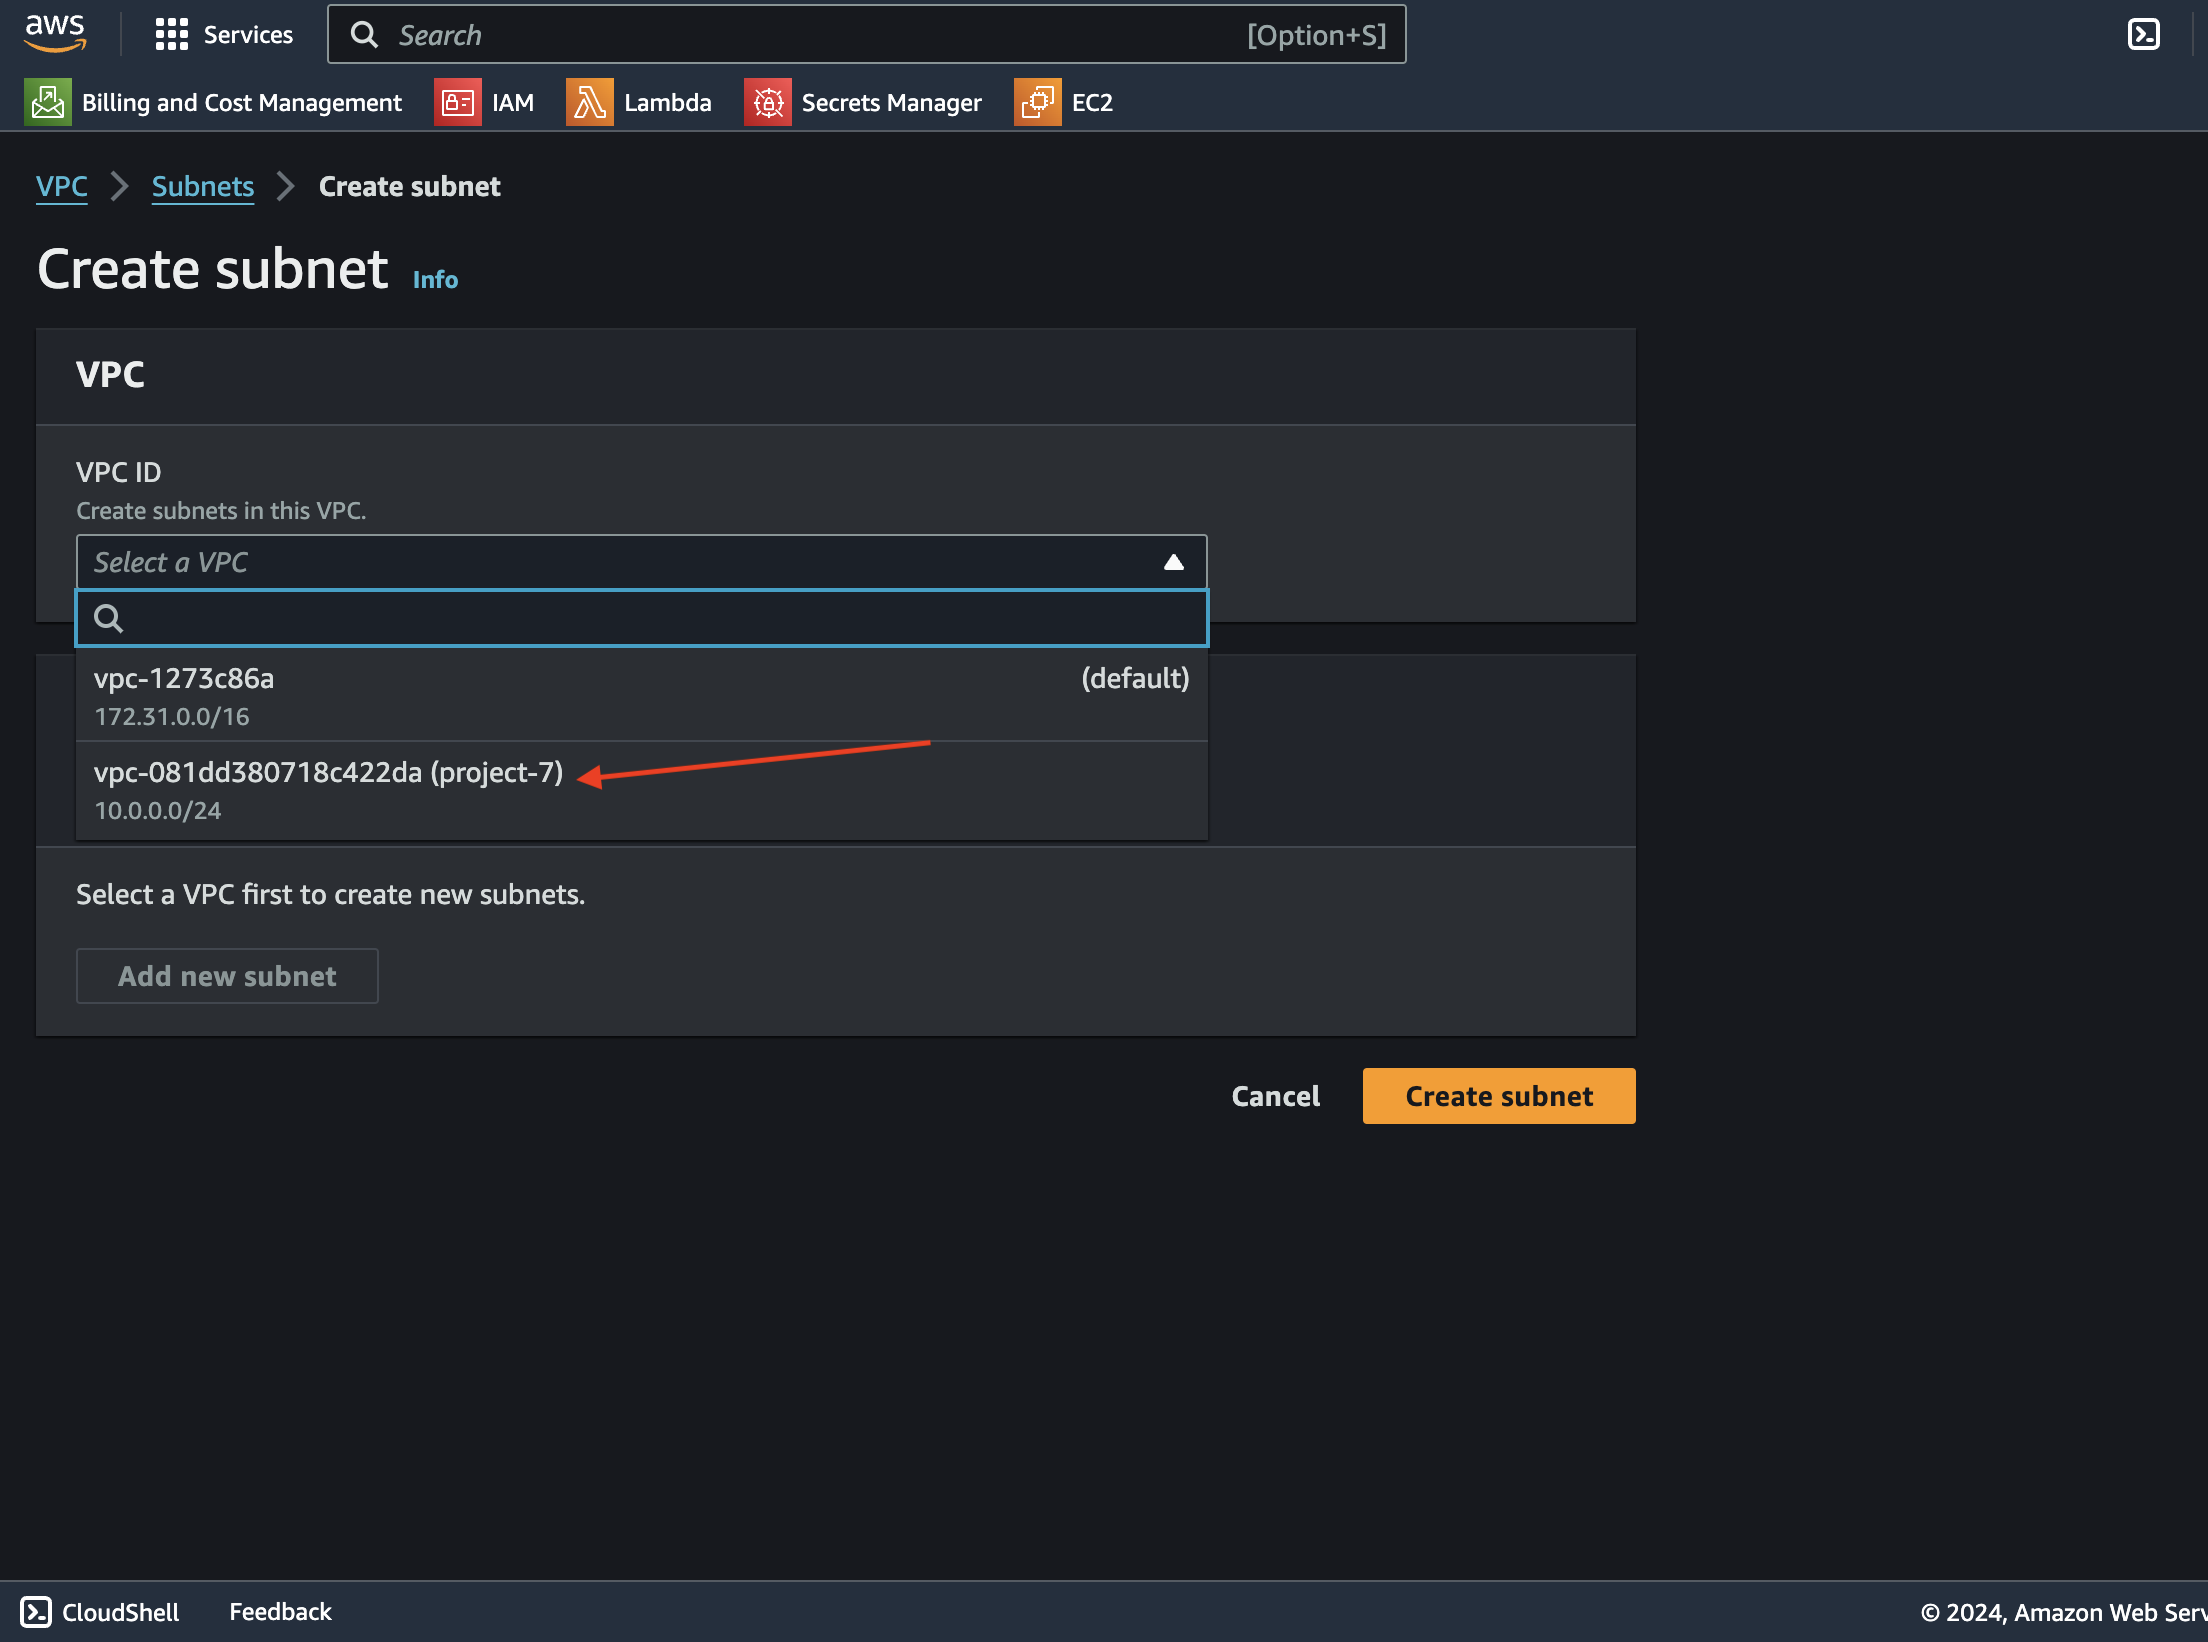 aws
Services
Search
[Option+S]
Billing and Cost Management
IAM
Lambda
Secrets Manager
EC2
VPC
Subnets
Create subnet
Create subnet
Info
VPC
VPC ID
Create subnets in this VPC.
Select a VPC
vpc-1273c86a
(default)
172.31.0.0/16
vpc-081dd380718c422da (project-7)
10.0.0.0/24
Select a VPC first to create new subnets.
Add new subnet
Cancel
Create subnet
CloudShell
Feedback
© 2024, Amazon Web Serv